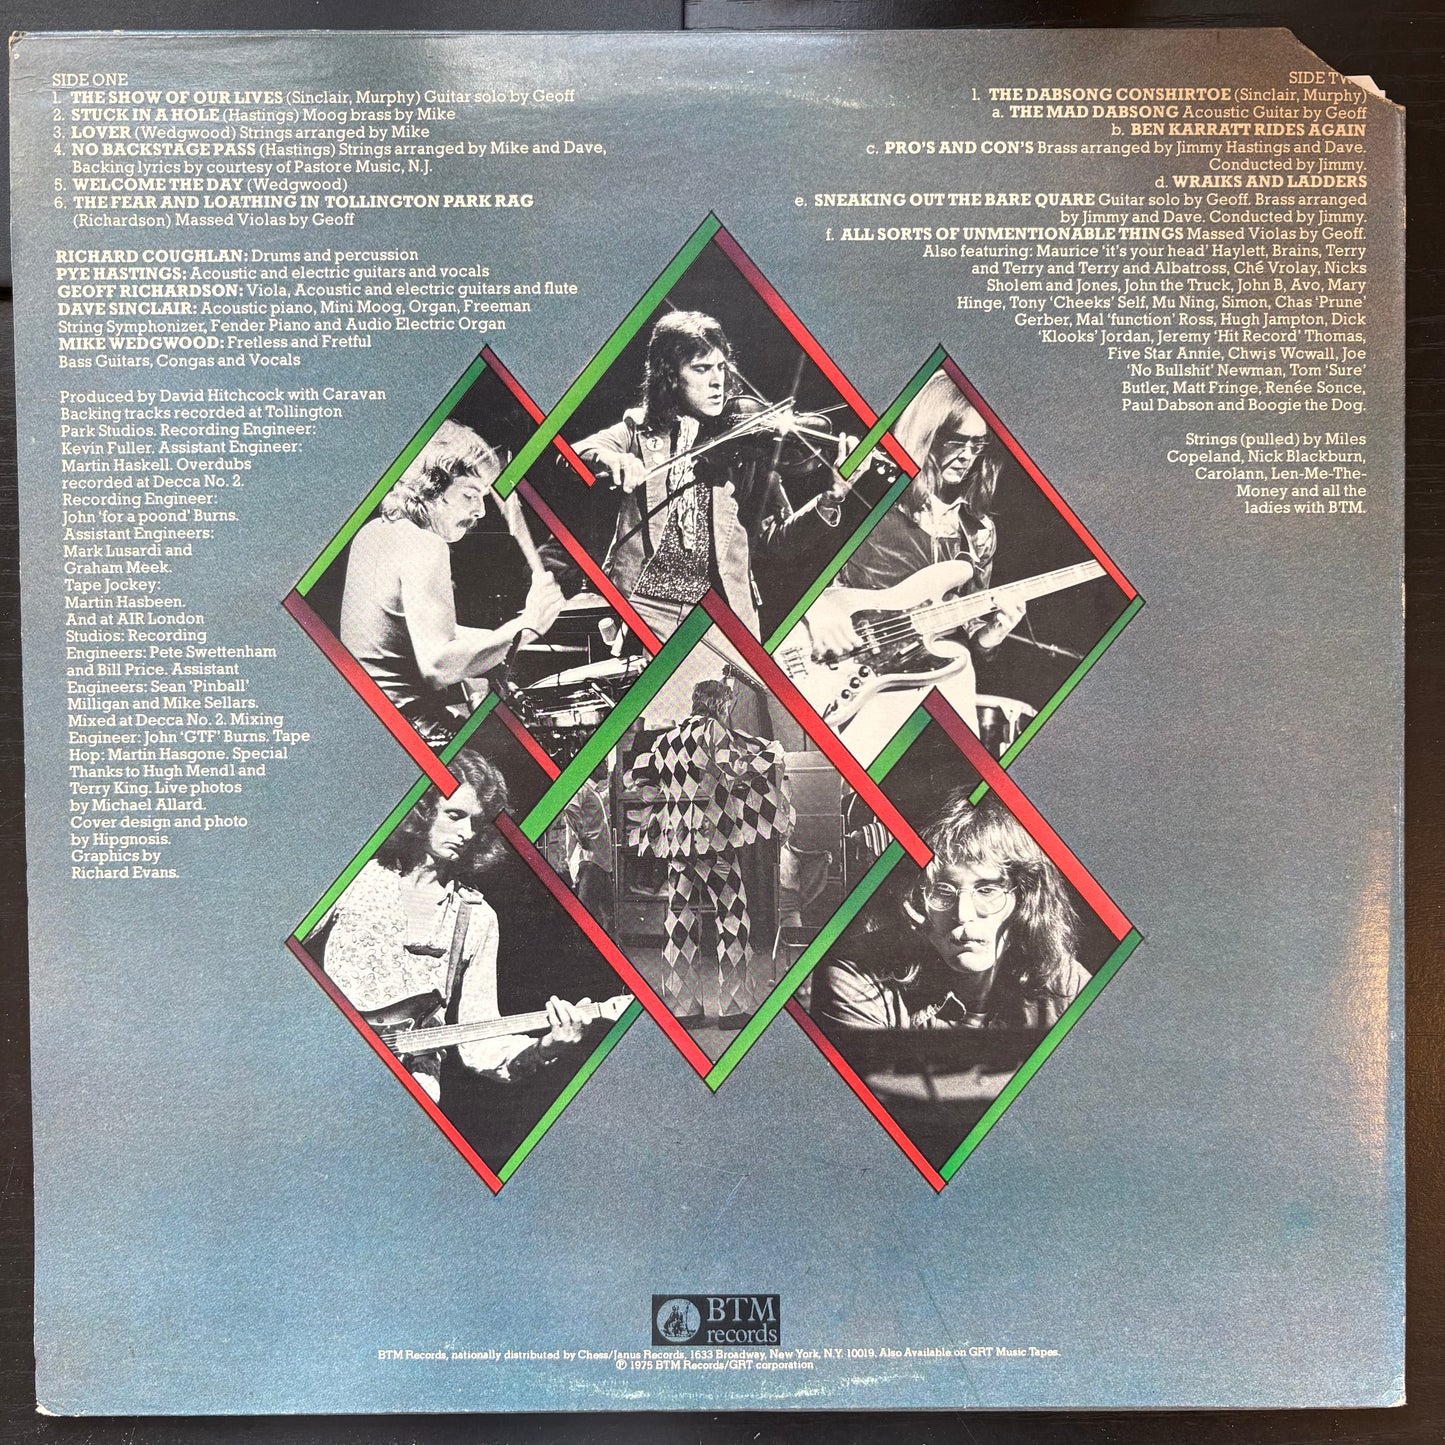 SIDE ONE
1. THE SHOW OF OUR LIVES (Sinclair, Murphy) Guitar solo by Geoff
2. STUCK IN A HOLE (Hastings) Moog brass by Mike
3. LOVER (Wedgwood) Strings arranged by Mike
4. NO BACKSTAGE PASS (Hastings) Strings arranged by Mike and Dave,
Backing lyrics by courtesy of Pastore Music, N.J.
5. WELCOME THE DAY (Wedgwood)
6. THE FEAR AND LOATHING IN TOLLINGTON PARK RAG
(Richardson) Massed Violas by Geoff
RICHARD COUGHLAN: Drums and percussion
PYE HASTINGS: Acoustic and electric guitars and vocals
GEOFF RICHARDSON: Viola, Acoustic and electric guitars and flute
DAVE SINCLAIR: Acoustic piano, Mini Moog, Organ, Freeman
String Symphonizer, Fender Piano and Audio Electric Organ
MIKE WEDGWOOD: Fretless and Fretful
Bass Guitars, Congas and Vocals
Produced by David Hitchcock with Caravan
Backing tracks recorded at Tollington
Park Studios. Recording Engineer:
Kevin Fuller. Assistant Engineer:
Martin Haskell. Overdubs
recorded at Decca No. 2.
Recording Engineer:
John 'for a poond' Burns.
Assistant Engineers:
Mark Lusardi and
Graham Meek.
Tape Jockey:
Martin Hasbeen.
And at AIR London
Studios: Recording
Engineers: Pete Swettenham
and Bill Price. Assistant
Engineers: Sean 'Pinball'
Milligan and Mike Sellars.
Mixed at Decca No. 2. Mixing
Engineer: John 'GTF' Burns. Tape
Hop: Martin Hasgone. Special
Thanks to Hugh Mendl and
Terry King. Live photos
by Michael Allard.
Cover design and photo
by Hipgnosis.
Graphics by
Richard Evans.
SIDE
1. THE DABSONG CONSHIRTOE (Sinclair, Murphy)
a. THE MAD DABSONG Acoustic Guitar by Geoff
b. BEN KARRATT RIDES AGAIN
c. PRO'S AND CON'S Brass arranged by Jimmy Hastings and Dave.
Conducted by Jimmy.
d. WRAIKS AND LADDERS
e. SNEAKING OUT THE BARE QUARE Guitar solo by Geoff. Brass arranged
by Jimmy and Dave. Conducted by Jimmy.
f. ALL SORTS OF UNMENTIONABLE THINGS Massed Violas by Geoff.
Also featuring: Maurice 'it's your head' Haylett, Brains, Terry
and Terry and Terry and Albatross, Ché Vrolay, Nicks
Sholem and Jones, John the Truck, John B, Avo, Mary
Hinge, Tony 'Cheeks' Self, Mu Ning, Simon, Chas 'Prune'
Gerber, Mal 'function' Ross, Hugh Jampton, Dick
'Klooks' Jordan, Jeremy 'Hit Record' Thomas,
Five Star Annie, Chwis Wcwall, Joe
'No Bullshit' Newman, Tom 'Sure'
Butler, Matt Fringe, Renée Sonce,
Paul Dabson and Boogie the Dog.
Strings (pulled) by Miles
Copeland, Nick Blackburn,
Carolann, Len-Me-The-
Money and all the
ladies with BTM.
BTM
records
BTM Records, nationally distributed by Chess/Janus Records, 1633 Broadway, New York, N.Y. 10019. Also Available on GRT Music Tapes.
℗ 1975 BTM Records/GRT corporation